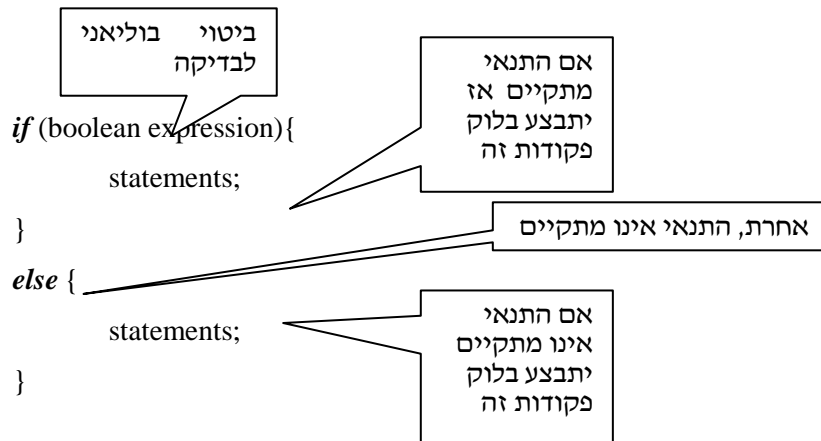 ביטוי בוליאני
לבדיקה
אם התנאי
מתקיים אז
יתבצע בלוק
פקודות זה
if (boolean expression){
statements;
}
אחרת, התנאי אינו מתקיים
else {
statements;
אם התנאי
אינו מתקיים
יתבצע בלוק
פקודות זה
}